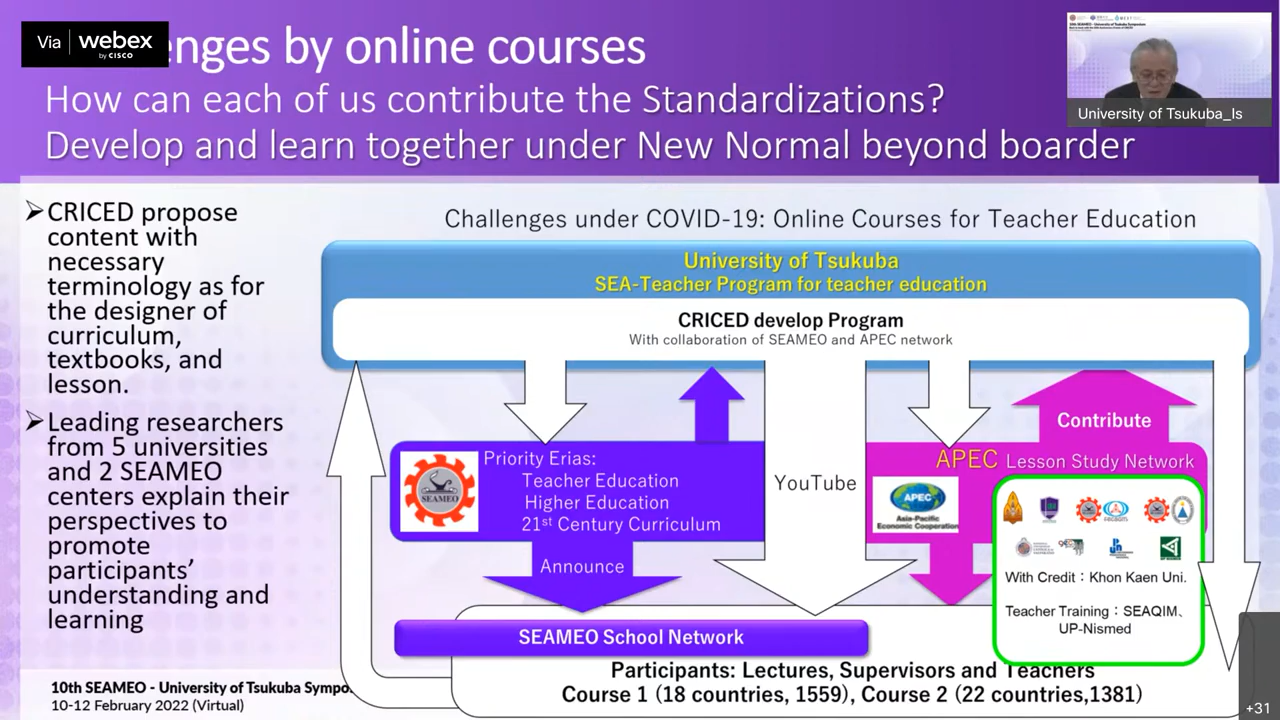 Via webex
by CISCO
enges by online courses
How can each of us contribute the Standardizations?
Develop and learn together under New Normal beyond boarder
University of Tsukuba_Is
➢CRICED propose
content with
necessary
terminology as for
the designer of
curriculum,
textbooks, and
lesson.
➢Leading researchers
from 5 universities
and 2 SEAMEO
centers explain their
perspectives to
promote
participants’
understanding and
learning
Challenges under COVID-19: Online Courses for Teacher Education
University of Tsukuba
SEA-Teacher Program for teacher education
CRICED develop Program
With collaboration of SEAMEO and APEC network
SEAMEO
Priority Erias:
Teacher Education
Higher Education
21st Century Curriculum
Announce
YouTube
Contribute
APEC Lesson Study Network
APEC
Asia-Pacific
Economic Cooperation
With Credit：Khon Kaen Uni.
Teacher Training：SEAQIM、
UP-Nismed
SEAMEO School Network
Participants: Lectures, Supervisors and Teachers
Course 1 (18 countries, 1559), Course 2 (22 countries,1381)
10th SEAMEO - University of Tsukuba Sympo
10-12 February 2022 (Virtual)
+31